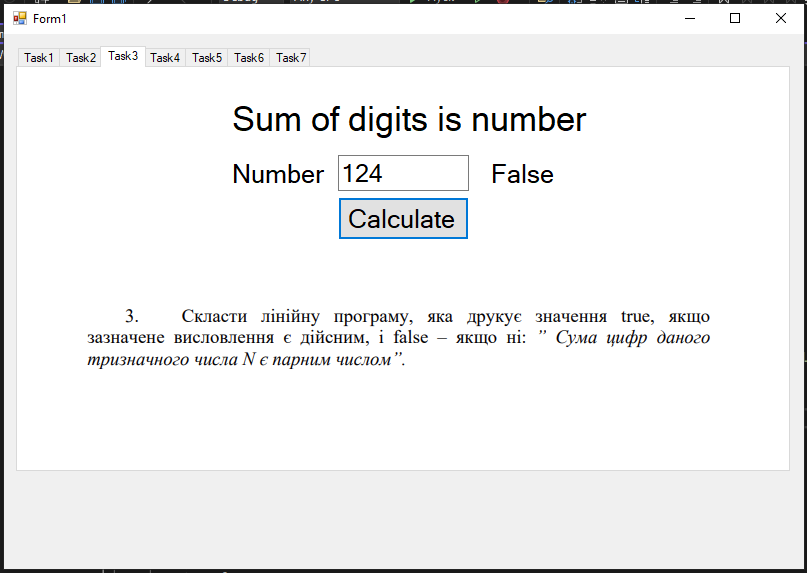 Form1
Task1 Task2 Task3 Task4 Task5 Task6 Task7
Sum of digits is number
Number 124 False
Calculate
3. Скласти лінійну програму, яка друкує значення true, якщо
зазначене висловлення є дійсним, і false – якщо ні: ” Сума цифр даного
тризначного числа N є парним числом”.